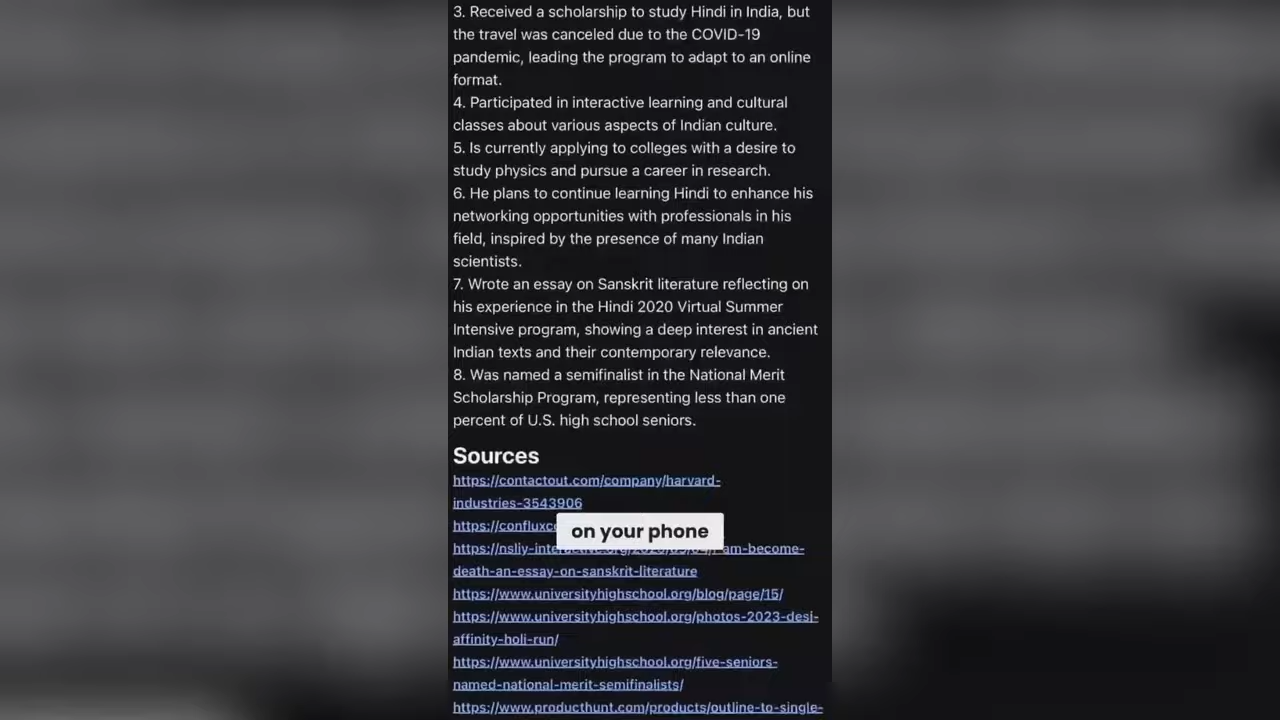 3. Received a scholarship to study Hindi in India, but
the travel was canceled due to the COVID-19
pandemic, leading the program to adapt to an online
format.
4. Participated in interactive learning and cultural
classes about various aspects of Indian culture.
5. Is currently applying to colleges with a desire to
study physics and pursue a career in research.
6. He plans to continue learning Hindi to enhance his
networking opportunities with professionals in his
field, inspired by the presence of many Indian
scientists.
7. Wrote an essay on Sanskrit literature reflecting on
his experience in the Hindi 2020 Virtual Summer
Intensive program, showing a deep interest in ancient
Indian texts and their contemporary relevance.
8. Was named a semifinalist in the National Merit
Scholarship Program, representing less than one
percent of U.S. high school seniors.
Sources
https://contactout.com/company/harvard-
industries-3543906
on your phone
death-an-essay-on-sanskrit-literature
https://www.universityhighschool.org/blog/page/15/
https://www.universityhighschool.org/photos-2023-desi-
affinity-holi-run/
https://www.universityhighschool.org/five-seniors-
named-national-merit-semifinalists/
https://www.producthunt.com/products/outline-to-single-